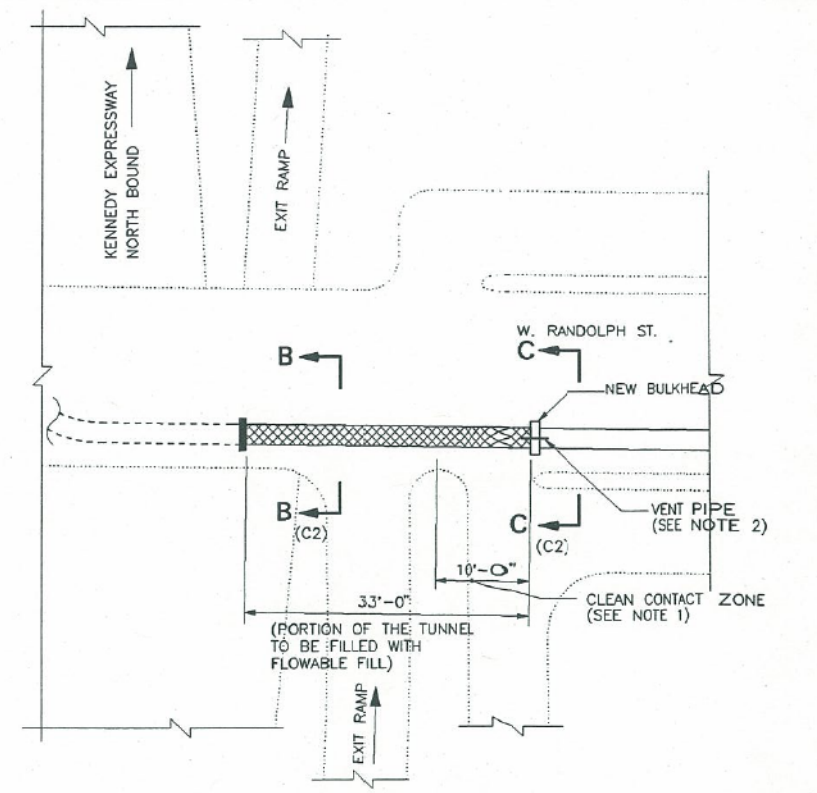 KENNEDY EXPRESSWAY
NORTH BOUND
EXIT RAMP
W. RANDOLPH ST.
B
C
NEW BULKHEAD
B
(C2)
C
(C2)
VENT PIPE
(SEE NOTE 2)
10'-0"
CLEAN CONTACT ZONE
(SEE NOTE 1)
33'-0"
(PORTION OF THE TUNNEL
TO BE FILLED WITH
FLOWABLE FILL)
EXIT RAMP